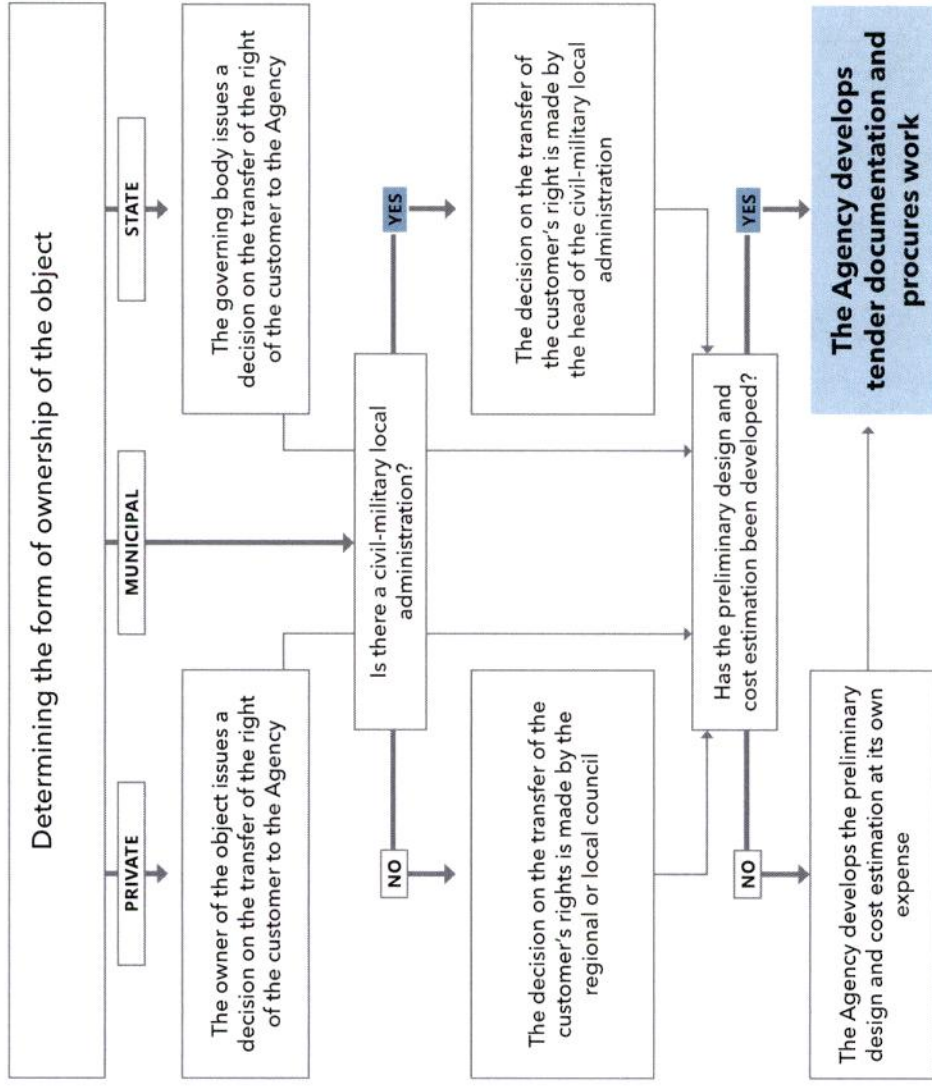 Determining the form of ownership of the object
PRIVATE
MUNICIPAL
STATE
The owner of the object issues a
decision on the transfer of the right
of the customer to the Agency
The governing body issues a
decision on the transfer of the right
of the customer to the Agency
Is there a civil-military local
administration?
NO
YES
The decision on the transfer of the
customer's rights is made by the
regional or local council
The decision on the transfer of
the customer's right is made by
the head of the civil-military local
administration
Has the preliminary design and
cost estimation been developed?
NO
YES
The Agency develops the preliminary
design and cost estimation at its own
expense
The Agency develops
tender documentation and
procures work